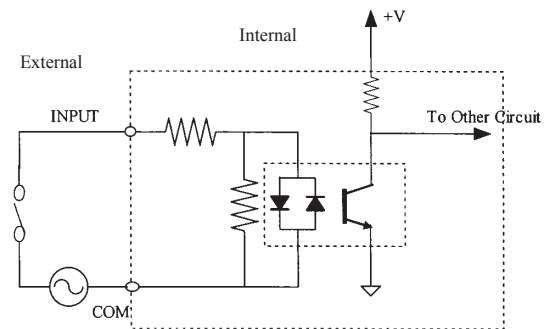 +V
Internal
External
INPUT
To Other Circuit
COM